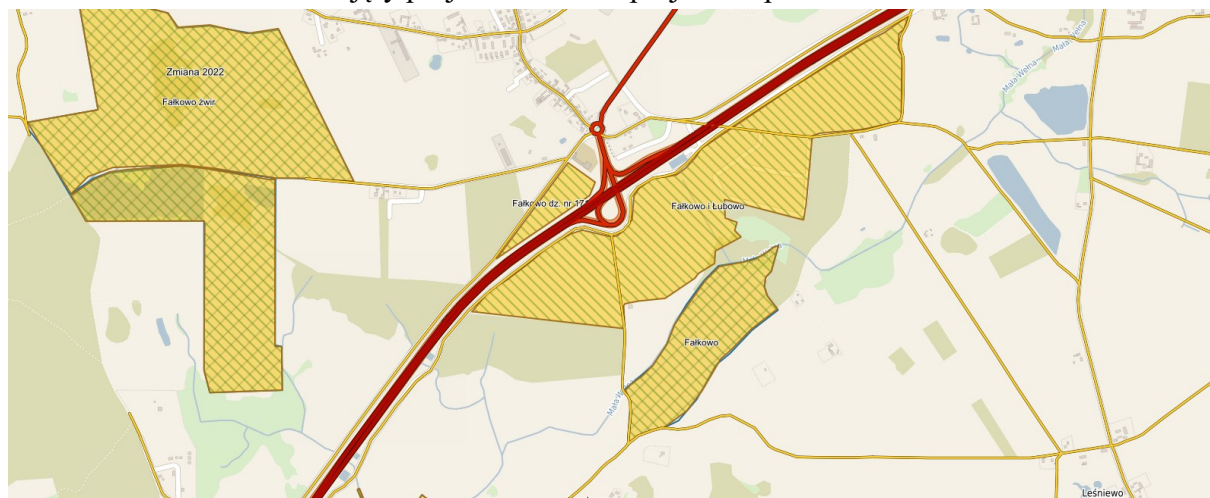 Zmiana 2022
Fałkowo żwir
Mała Wełna
Mała Wełna
Fałkowo dz. nr 17
Fałkowo i Łubowo
Fałkowo
Leśniewo